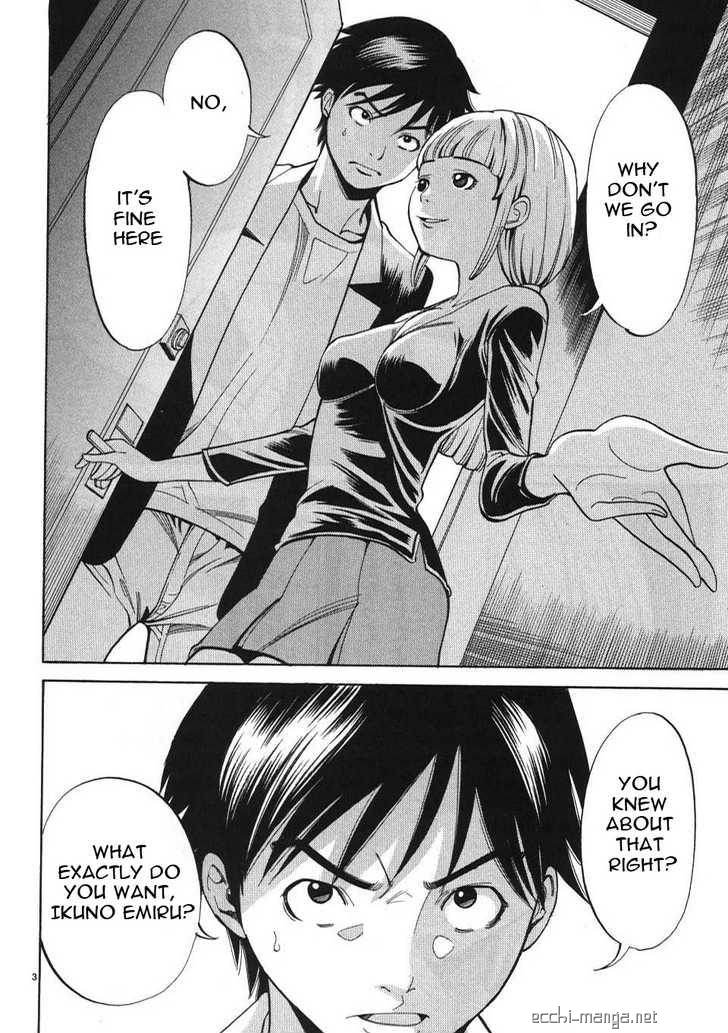 WHY
DON'T
WE GO
IN?
NO,
IT'S
FINE
HERE
YOU
KNEW
ABOUT
THAT
RIGHT?
WHAT
EXACTLY DO
YOU WANT,
IKUNO EMIRU?
3
ecchi-manga.net